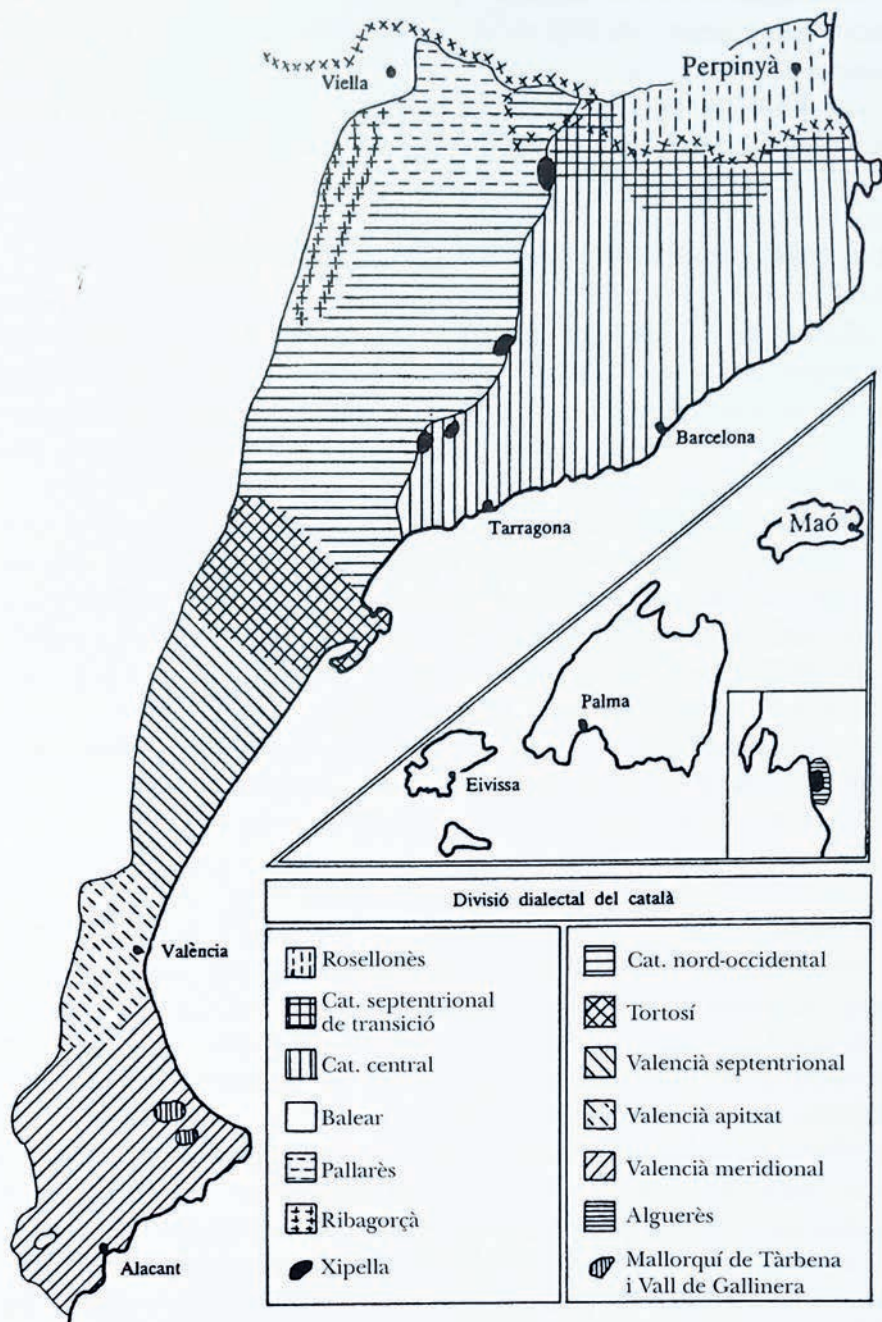 Viella
Perpinyà
Barcelona
Tarragona
Maó
Palma
Eivissa
València
Alacant
Divisió dialectal del català
Rosellonès
Cat. septentrional
de transició
Cat. central
Balear
Pallarès
Ribagorçà
Xipella
Cat. nord-occidental
Tortosí
Valencià septentrional
Valencià apitxat
Valencià meridional
Alguerès
Mallorquí de Tàrbena
i Vall de Gallinera